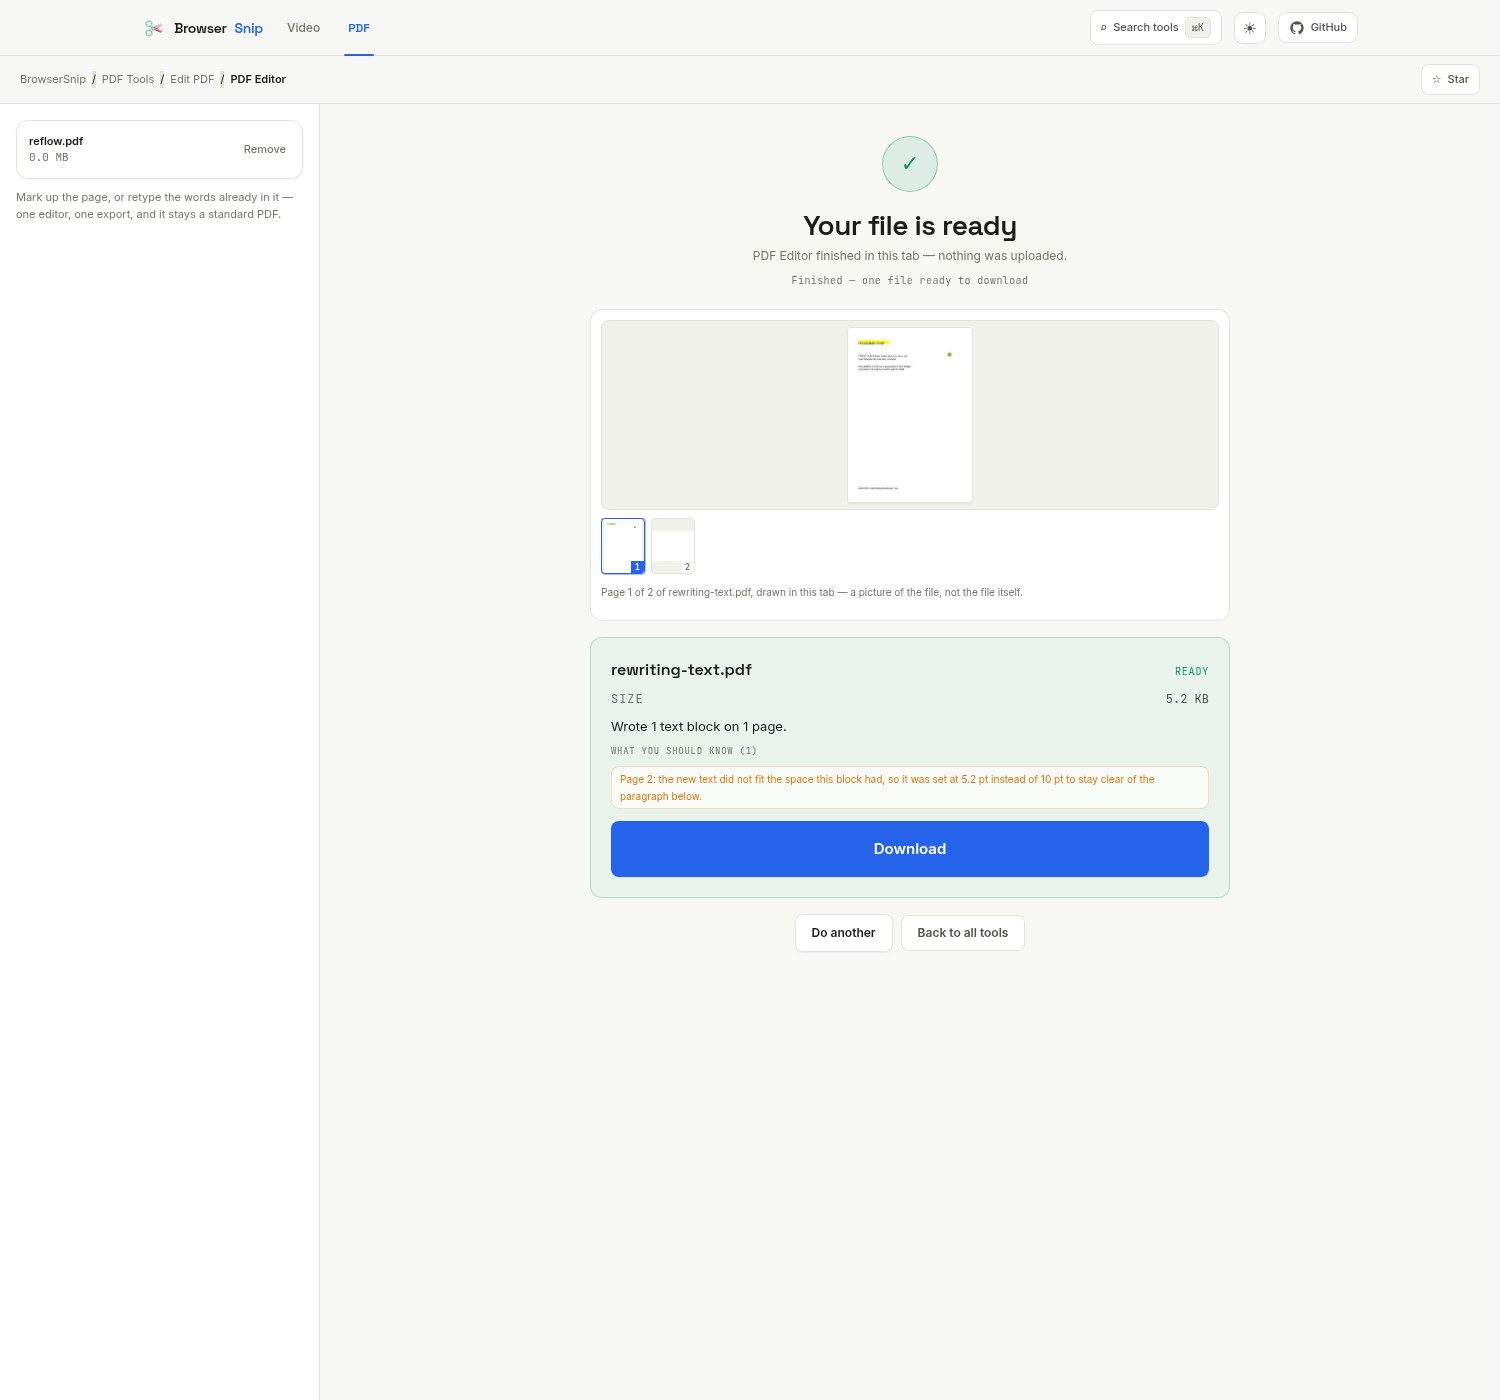 Browser Snip
Video
PDF
Search tools ⌘K
GitHub
BrowserSnip / PDF Tools / Edit PDF / PDF Editor
☆ Star
reflow.pdf
0.0 MB
Remove
Mark up the page, or retype the words already in it —
one editor, one export, and it stays a standard PDF.
✓
Your file is ready
PDF Editor finished in this tab — nothing was uploaded.
Finished — one file ready to download
1
2
Page 1 of 2 of rewriting-text.pdf, drawn in this tab — a picture of the file, not the file itself.
rewriting-text.pdf
READY
SIZE
5.2 KB
Wrote 1 text block on 1 page.
WHAT YOU SHOULD KNOW (1)
Page 2: the new text did not fit the space this block had, so it was set at 5.2 pt instead of 10 pt to stay clear of the
paragraph below.
Download
Do another
Back to all tools